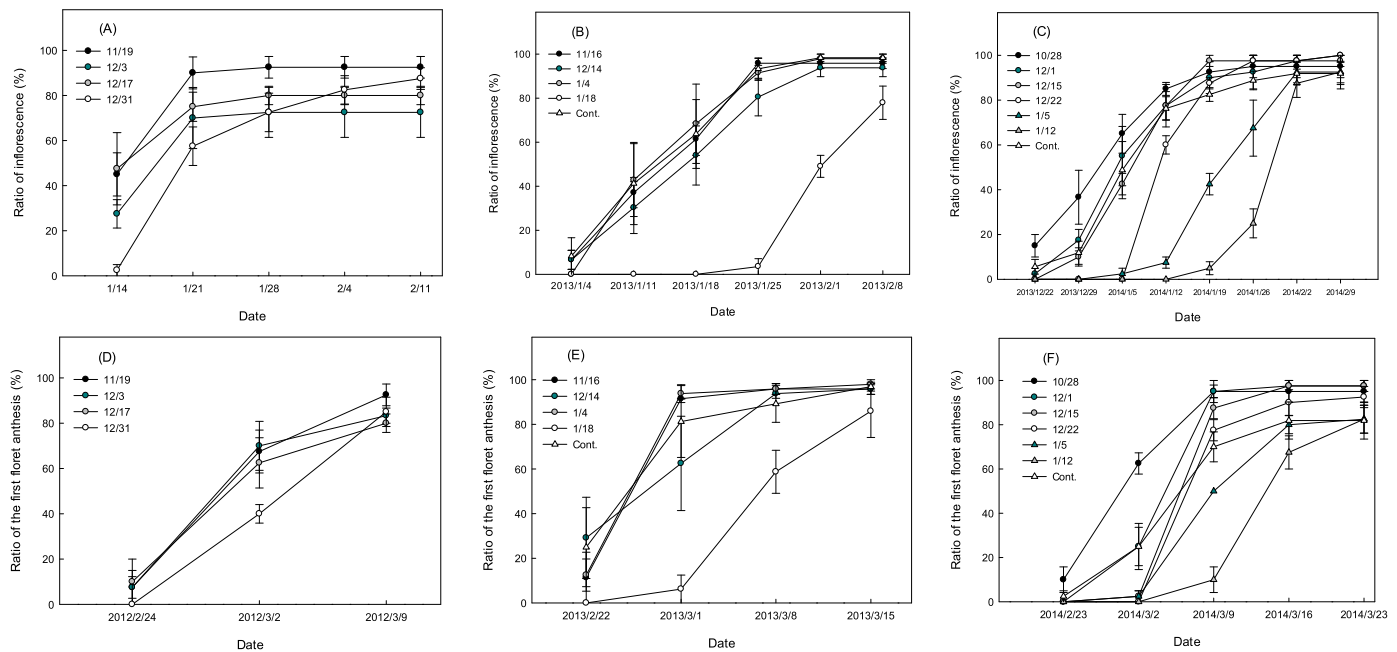 (A)
11/19
12/3
12/17
12/31
Ratio of inflorescence (%)
100
80
60
40
20
0
1/14 1/21 1/28 2/4 2/11
Date
(B)
11/16
12/14
1/4
1/18
Cont.
Ratio of inflorescence (%)
100
80
60
40
20
0
2013/1/4 2013/1/11 2013/1/18 2013/1/25 2013/2/1 2013/2/8
Date
(C)
10/28
12/1
12/15
12/22
1/5
1/12
Cont.
Ratio of inflorescence (%)
100
80
60
40
20
0
2013/12/22 2013/12/29 2014/1/5 2014/1/12 2014/1/19 2014/1/26 2014/2/2 2014/2/9
Date
(D)
11/19
12/3
12/17
12/31
Ratio of the first floret anthesis (%)
100
80
60
40
20
0
2012/2/24 2012/3/2 2012/3/9
Date
(E)
11/16
12/14
1/4
1/18
Cont.
Ratio of the first floret anthesis (%)
100
80
60
40
20
0
2013/2/22 2013/3/1 2013/3/8 2013/3/15
Date
(F)
10/28
12/1
12/15
12/22
1/5
1/12
Cont.
Ratio of the first floret anthesis (%)
100
80
60
40
20
0
2014/2/23 2014/3/2 2014/3/9 2014/3/16 2014/3/23
Date